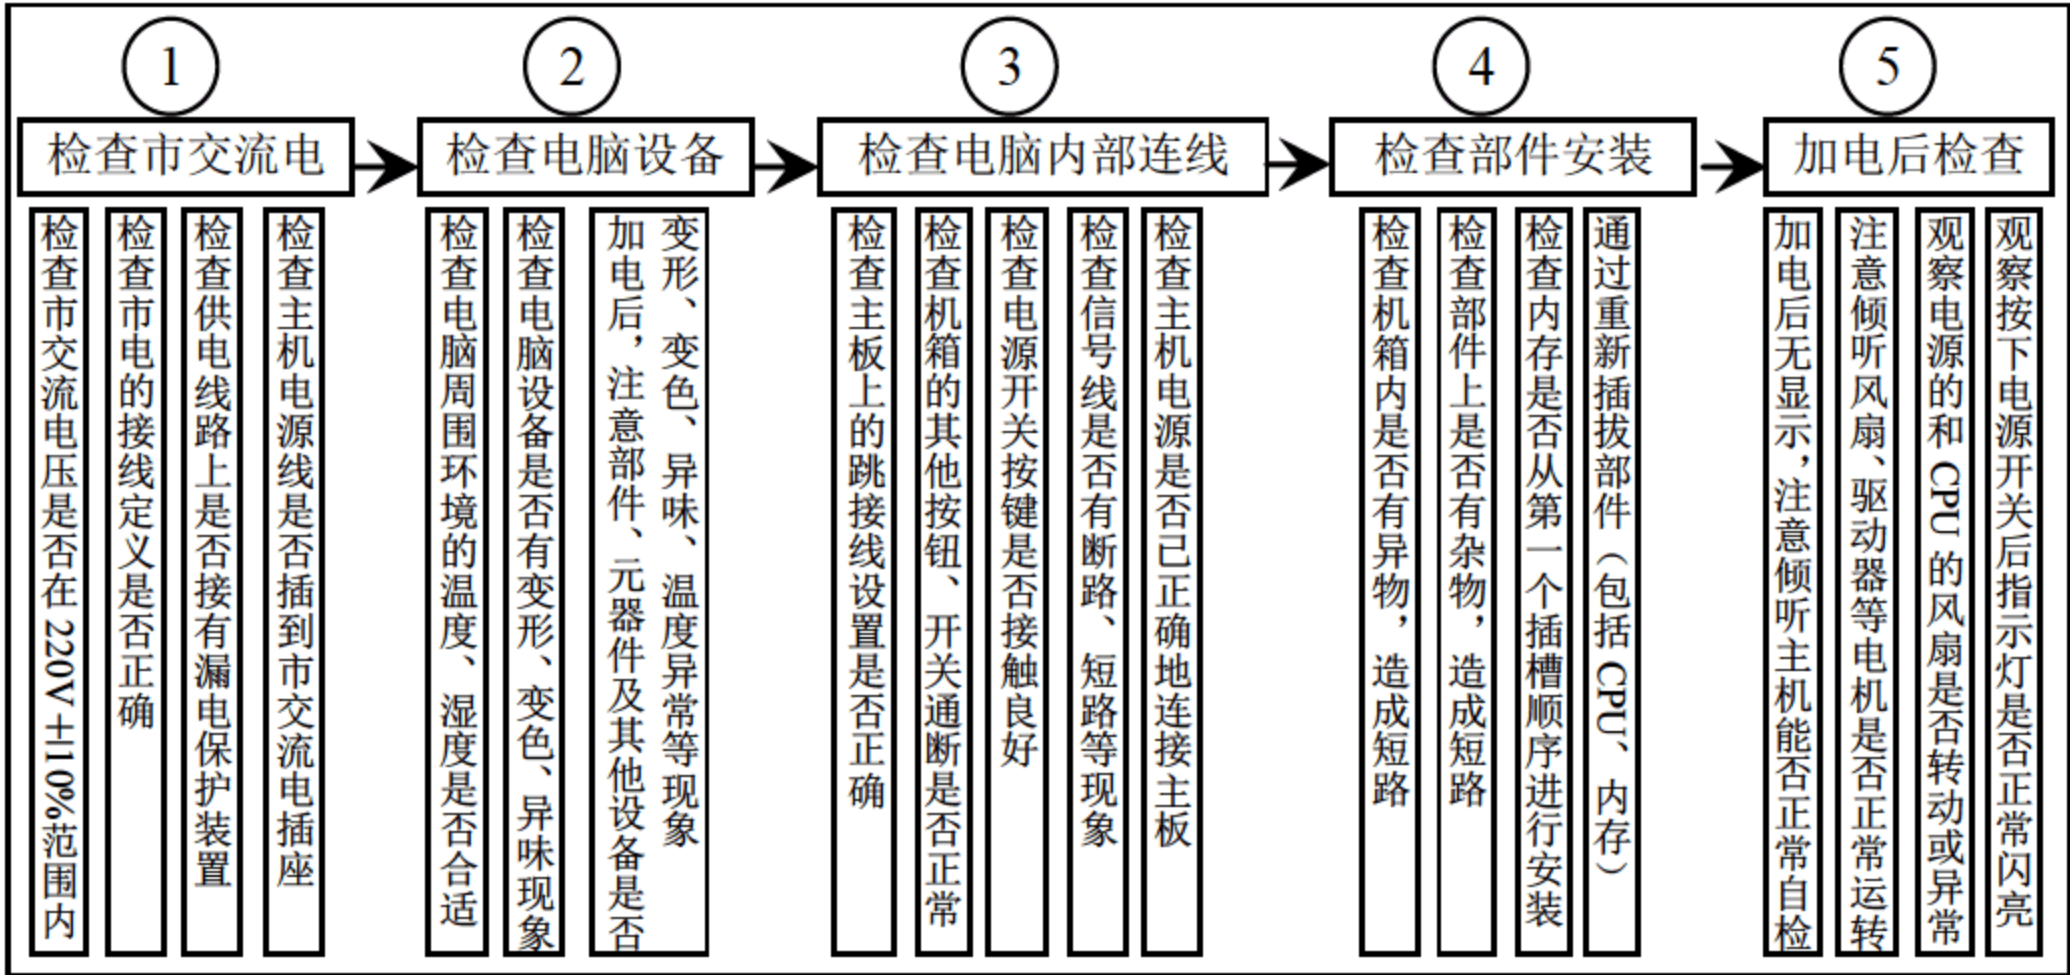 1
检查市交流电
检查市交流电压是否在220V±10%范围内
检查市电的接线定义是否正确
检查供电线路上是否接有漏电保护装置
检查主机电源线是否插到市交流电插座
2
检查电脑设备
检查电脑周围环境的温度、湿度是否合适
检查电脑设备是否有变形、变色、异味现象
加电后，注意部件、元器件及其他设备是否
变形、变色、异味、温度异常等现象
3
检查电脑内部连线
检查主板上的跳接线设置是否正确
检查机箱的其他按钮、开关通断是否正常
检查电源开关按键是否接触良好
检查信号线是否有断路、短路等现象
检查主机电源是否已正确地连接主板
4
检查部件安装
检查机箱内是否有异物，造成短路
检查部件上是否有杂物，造成短路
检查内存是否从第一个插槽顺序进行安装
通过重新插拔部件（包括CPU、内存）
5
加电后检查
加电后无显示，注意倾听主机能否正常自检
注意倾听风扇、驱动器等电机是否正常运转
观察电源的和CPU的风扇是否转动或异常
观察按下电源开关后指示灯是否正常闪亮